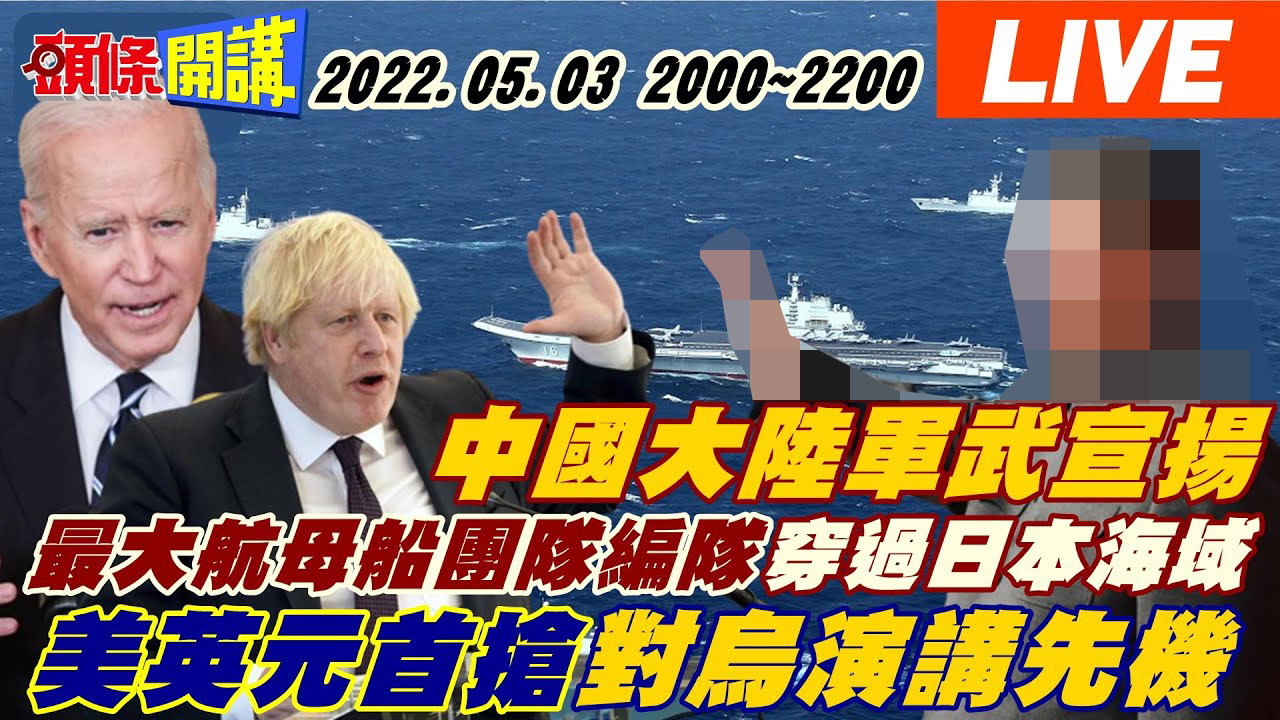 頭條開講
2022.05.03 2000~2200
LIVE
16
中國大陸軍武宣揚
最大航母船團隊編隊穿過日本海域
美英元首搶對烏演講先機